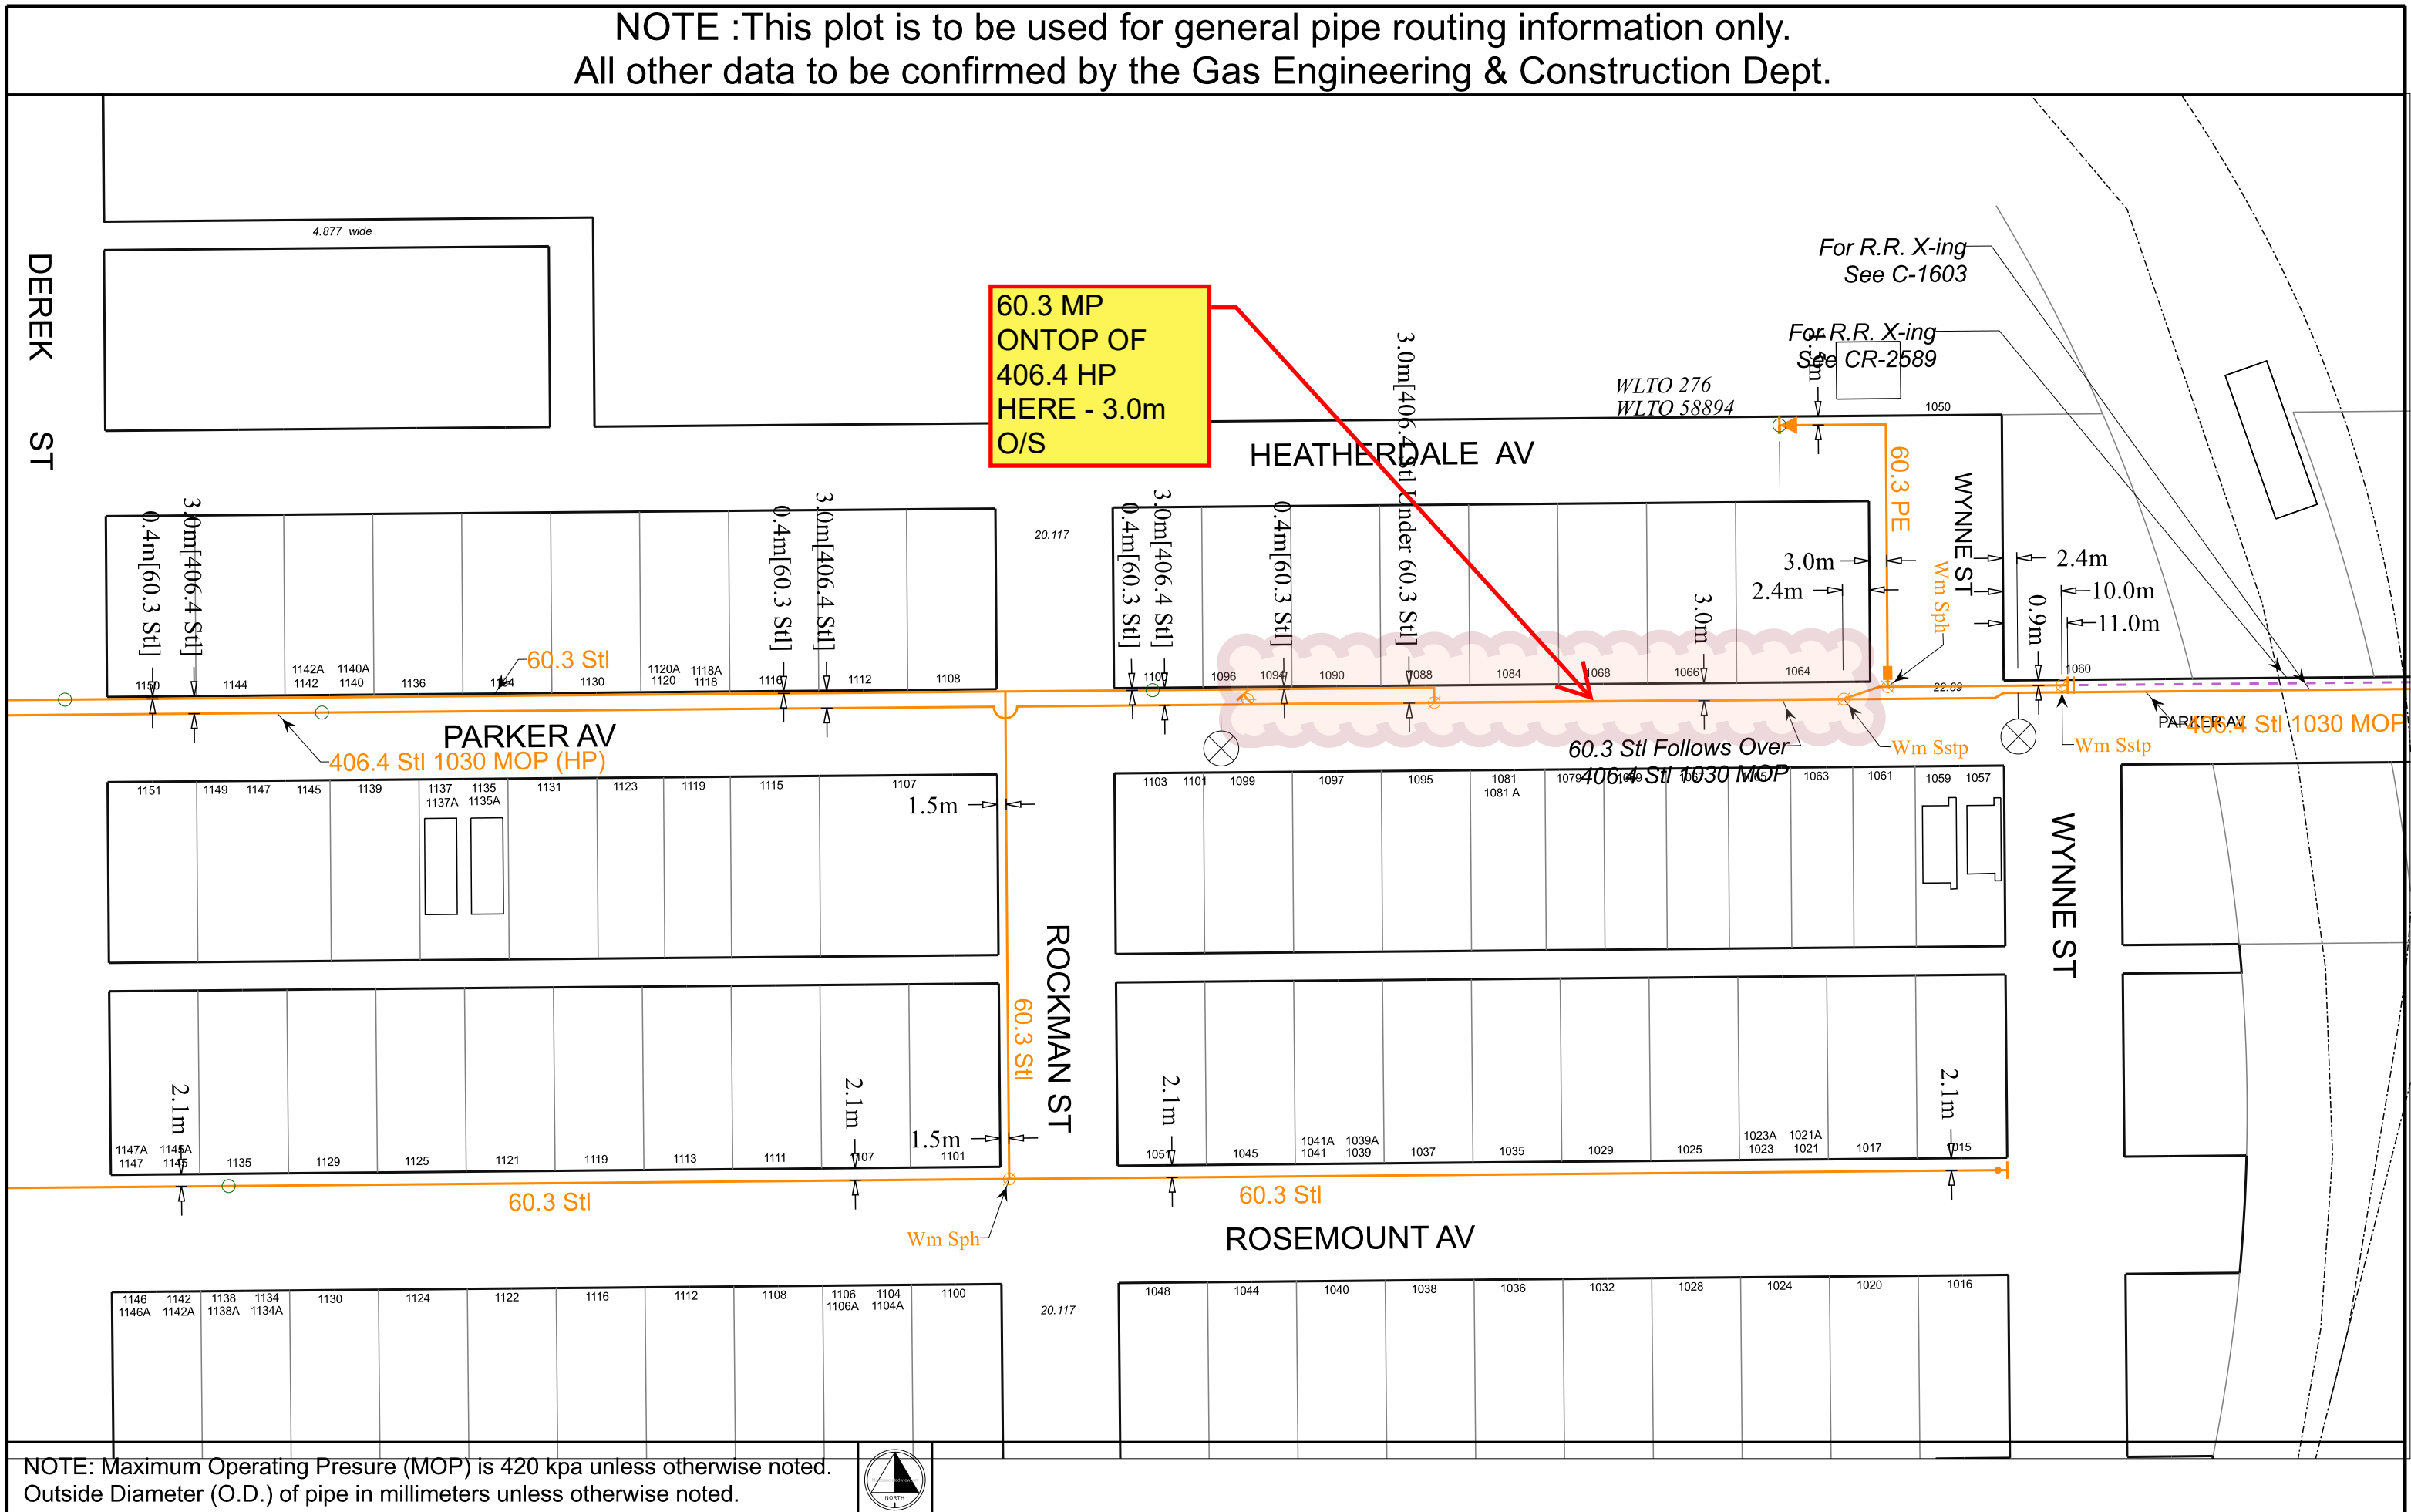 NOTE :This plot is to be used for general pipe routing information only.
All other data to be confirmed by the Gas Engineering & Construction Dept.
4.877 wide
DEREK ST
60.3 MP
ONTOP OF
406.4 HP
HERE - 3.0m
O/S
For R.R. X-ing
See C-1603
For R.R. X-ing
See CR-2589
WLTO 276
WLTO 58894
1050
HEATHERDALE AV
60.3 PE
WYNNE ST
20.117
0.4m[60.3 Stl]
3.0m[406.4 Stl]
0.4m[60.3 Stl]
3.0m[406.4 Stl]
0.4m[60.3 Stl]
3.0m[406.4 Stl]
0.4m[60.3 Stl]
3.0m[406.4 Stl Under 60.3 Stl]
3.0m
3.0m
2.4m
Wm Sph
2.4m
10.0m
11.0m
0.9m
60.3 Stl
1142A 1140A 1120A 1118A
1150 1144 1142 1140 1136 1130 1120 1118 1116 1112 1108
1096 1094 1090 1088 1084 1068 1066 1064
1060
22.89
PARKER AV
406.4 Stl 1030 MOP (HP)
60.3 Stl Follows Over
406.4 Stl 1030 MOP
Wm Sstp
Wm Sstp
PARKER AV
406.4 Stl 1030 MOP
1151 1149 1147 1145 1139 1137 1135 1131 1123 1119 1115 1107
1137A 1135A
1.5m
1103 1101 1099 1097 1095 1081 1079 1065 1063 1061 1059 1057
1081 A
ROCKMAN ST
60.3 Stl
WYNNE ST
2.1m
2.1m
1.5m
2.1m
2.1m
1147A 1145A
1147 1145 1135 1129 1125 1121 1119 1113 1111 1107 1101
1041A 1039A 1023A 1021A
1051 1045 1041 1039 1037 1035 1029 1025 1023 1021 1017 1015
60.3 Stl
60.3 Stl
Wm Sph
ROSEMOUNT AV
1146 1142 1138 1134 1130 1124 1122 1116 1112 1108 1106 1104 1100
1146A 1142A 1138A 1134A 1106A 1104A
20.117
1048 1044 1040 1038 1036 1032 1028 1024 1020 1016
NOTE: Maximum Operating Presure (MOP) is 420 kpa unless otherwise noted.
Outside Diameter (O.D.) of pipe in millimeters unless otherwise noted.
NORTH